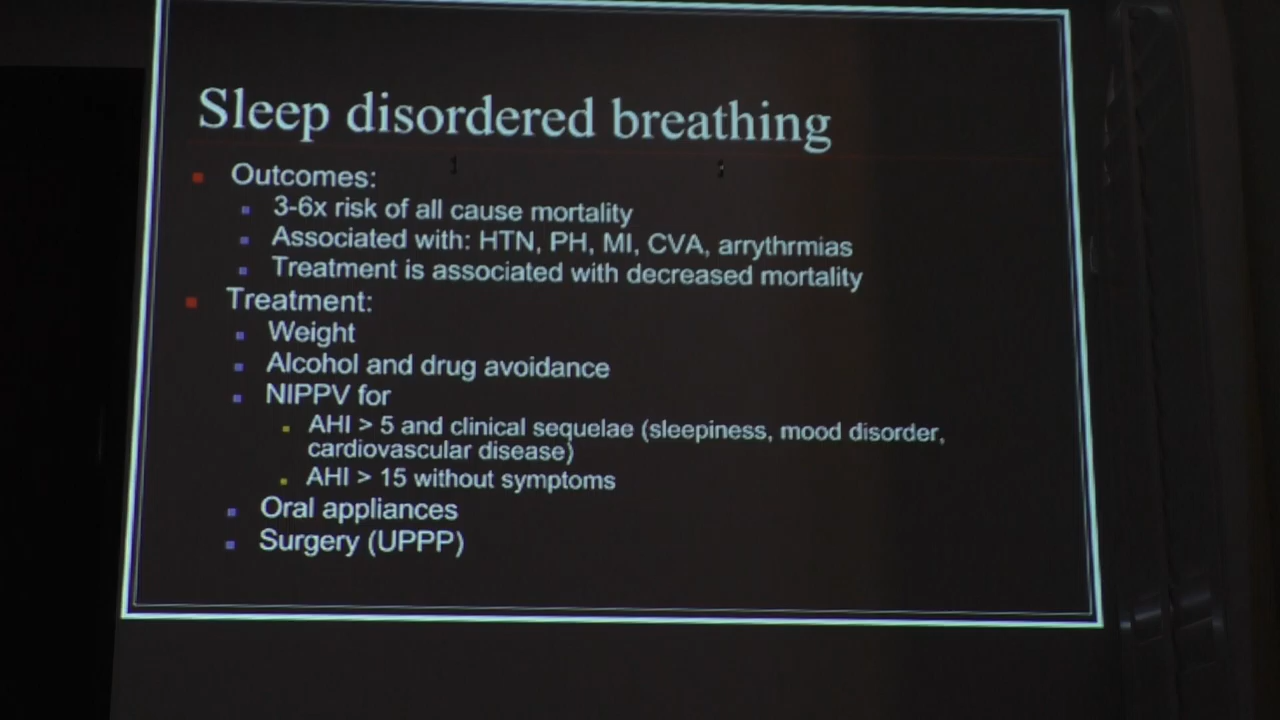 Sleep disordered breathing
Outcomes:
3-6x risk of all cause mortality
Associated with: HTN, PH, MI, CVA, arrythrmias
Treatment is associated with decreased mortality
Treatment:
Weight
Alcohol and drug avoidance
NIPPV for
AHI > 5 and clinical sequelae (sleepiness, mood disorder,
cardiovascular disease)
AHI > 15 without symptoms
Oral appliances
Surgery (UPPP)